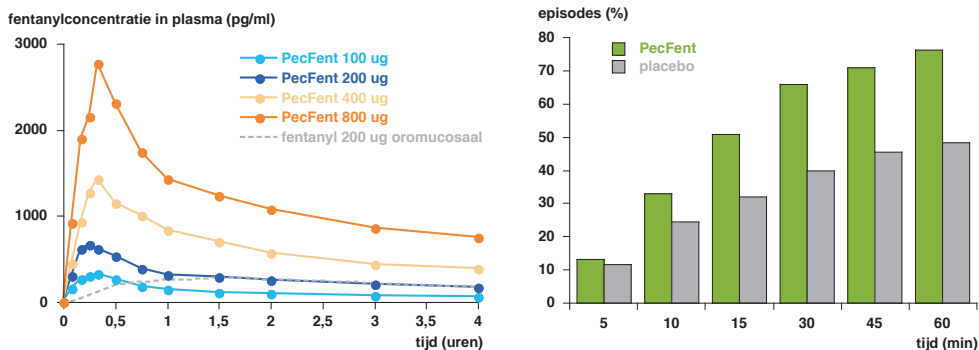 fentanylconcentratie in plasma (pg/ml)
3000
2000
1000
0
PecFent 100 ug
PecFent 200 ug
PecFent 400 ug
PecFent 800 ug
fentanyl 200 ug oromucosaal
0 0,5 1 1,5 2 2,5 3 3,5 4
tijd (uren)
episodes (%)
80
70
60
50
40
30
20
10
0
PecFent
placebo
5 10 15 30 45 60
tijd (min)